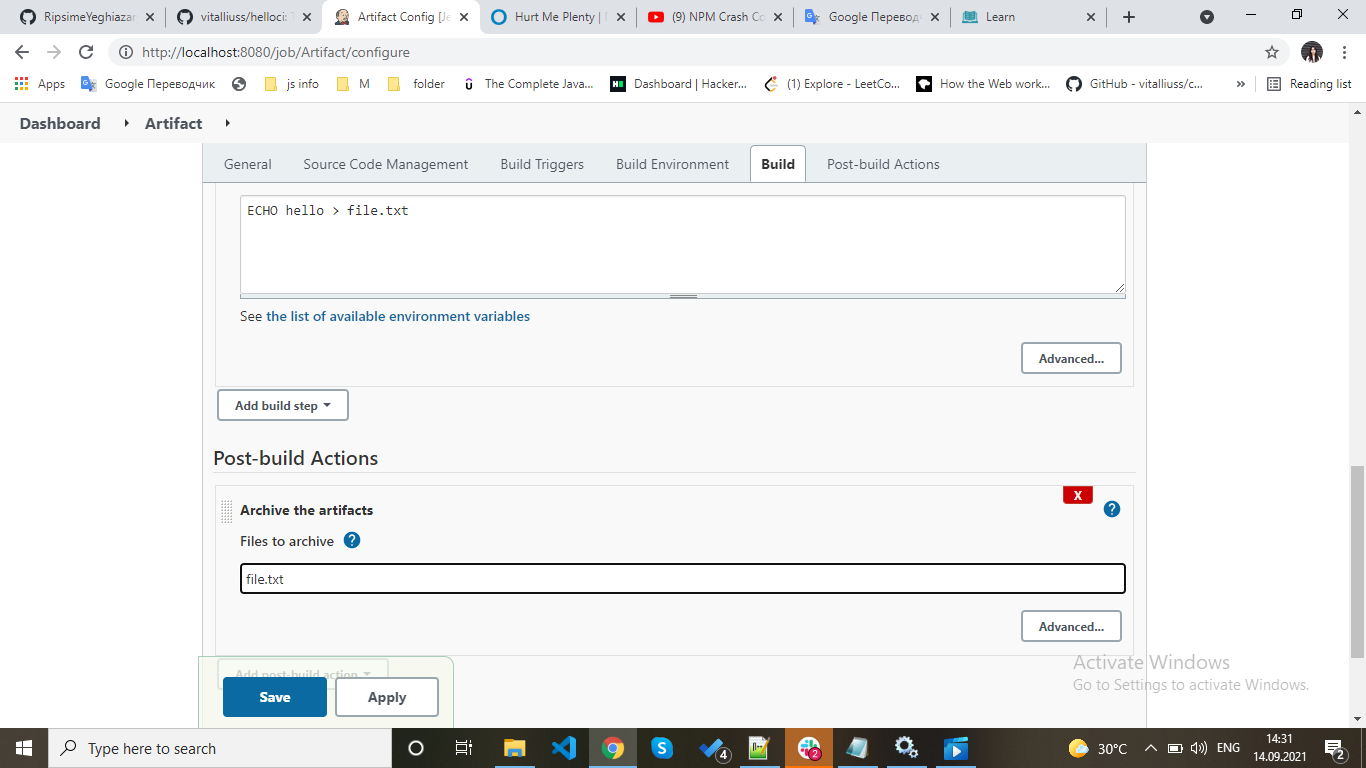 RipsimeYeghiazar
vitalliuss/helloci: T
Artifact Config [Je
Hurt Me Plenty |
(9) NPM Crash Co
Google Переводч
Learn
http://localhost:8080/job/Artifact/configure
Apps
Google Переводчик
js info
M
folder
The Complete Java...
Dashboard | Hacker...
(1) Explore - LeetCo...
How the Web work...
GitHub - vitalliuss/c...
»
Reading list
Dashboard
Artifact
General
Source Code Management
Build Triggers
Build Environment
Build
Post-build Actions
ECHO hello > file.txt
See the list of available environment variables
Advanced...
Add build step
Post-build Actions
X
Archive the artifacts
?
Files to archive ?
file.txt
Advanced...
Add post-build action
Save
Apply
Activate Windows
Go to Settings to activate Windows.
Type here to search
4
2
30°C
ENG
14:31
14.09.2021
2